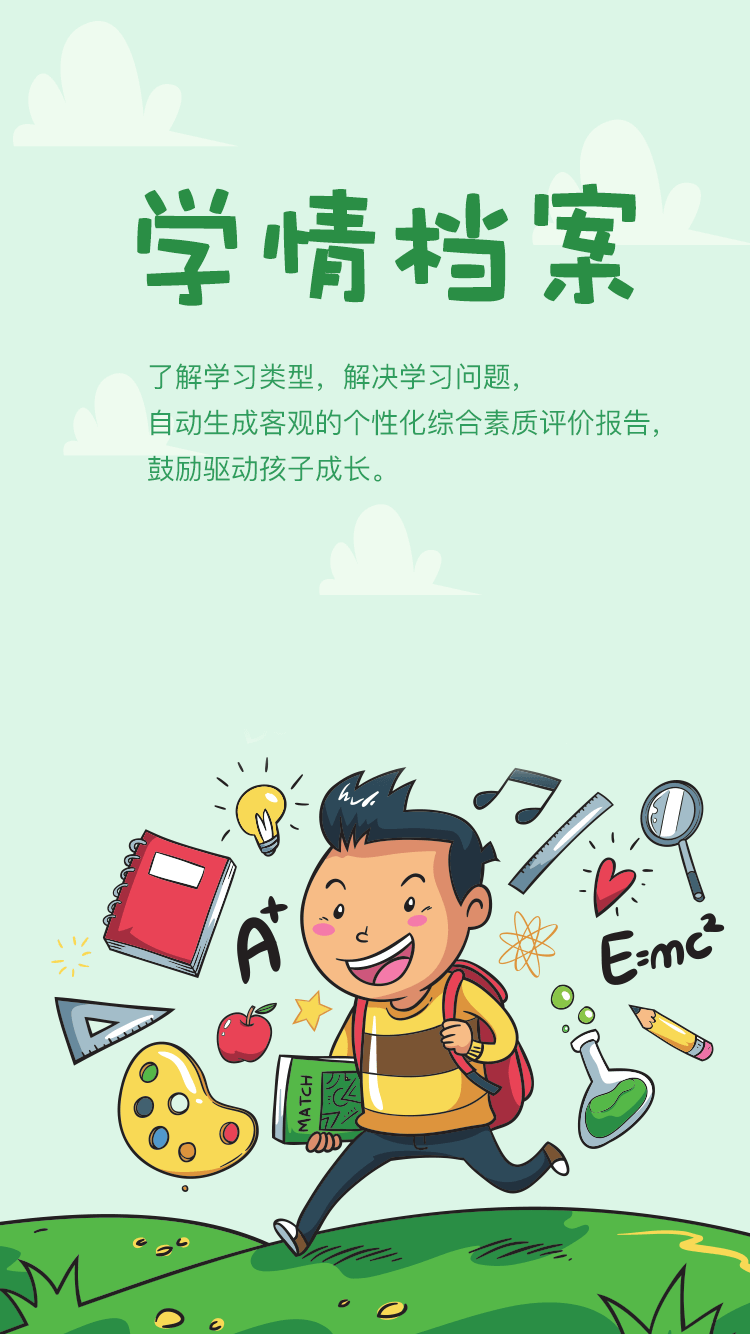 学情档案
了解学习类型，解决学习问题，
自动生成客观的个性化综合素质评价报告，
鼓励驱动孩子成长。
A+
E=mc²
MATCH